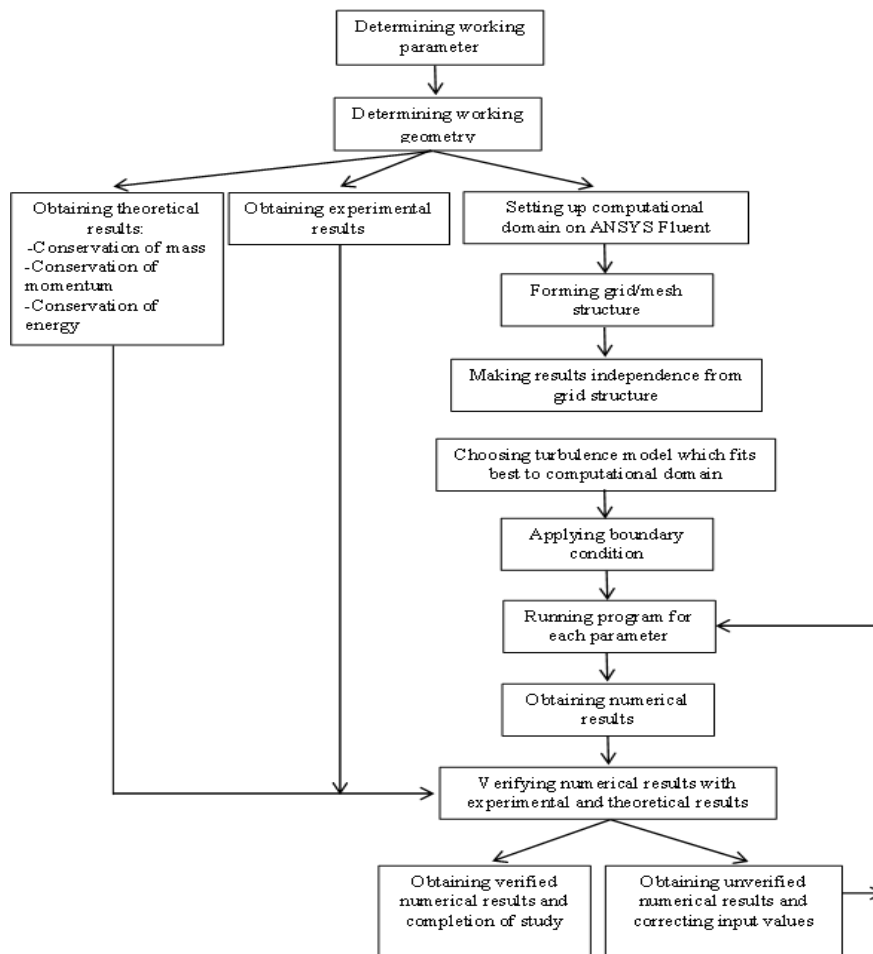 Determining working
parameter
Determining working
geometry
Obtaining theoretical
results:
-Conservation of mass
-Conservation of
momentum
-Conservation of
energy
Obtaining experimental
results
Setting up computational
domain on ANSYS Fluent
Forming grid/mesh
structure
Making results independence from
grid structure
Choosing turbulence model which fits
best to computational domain
Applying boundary
condition
Running program for
each parameter
Obtaining numerical
results
Verifying numerical results with
experimental and theoretical results
Obtaining verified
numerical results and
completion of study
Obtaining unverified
numerical results and
correcting input values